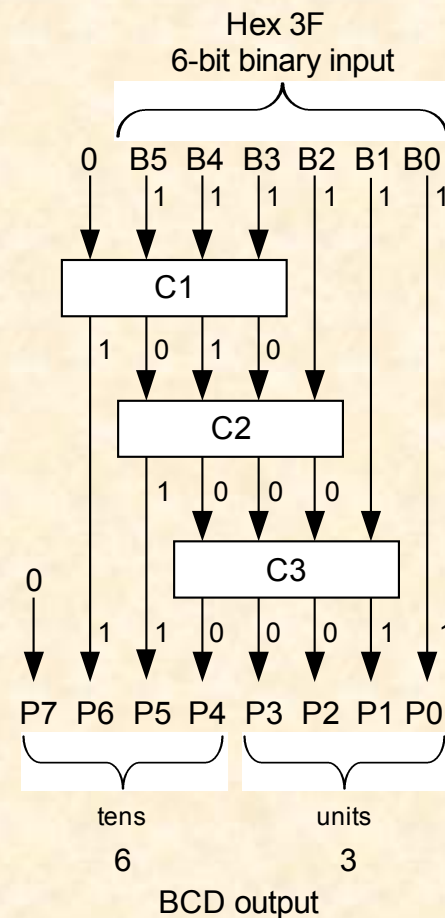 Hex 3F
6-bit binary input
0 B5 B4 B3 B2 B1 B0
1 1 1 1 1 1
C1
1 0 1 0
C2
1 0 0 0
C3
0
1 1 0 0 0 1 1
P7 P6 P5 P4 P3 P2 P1 P0
tens units
6 3
BCD output